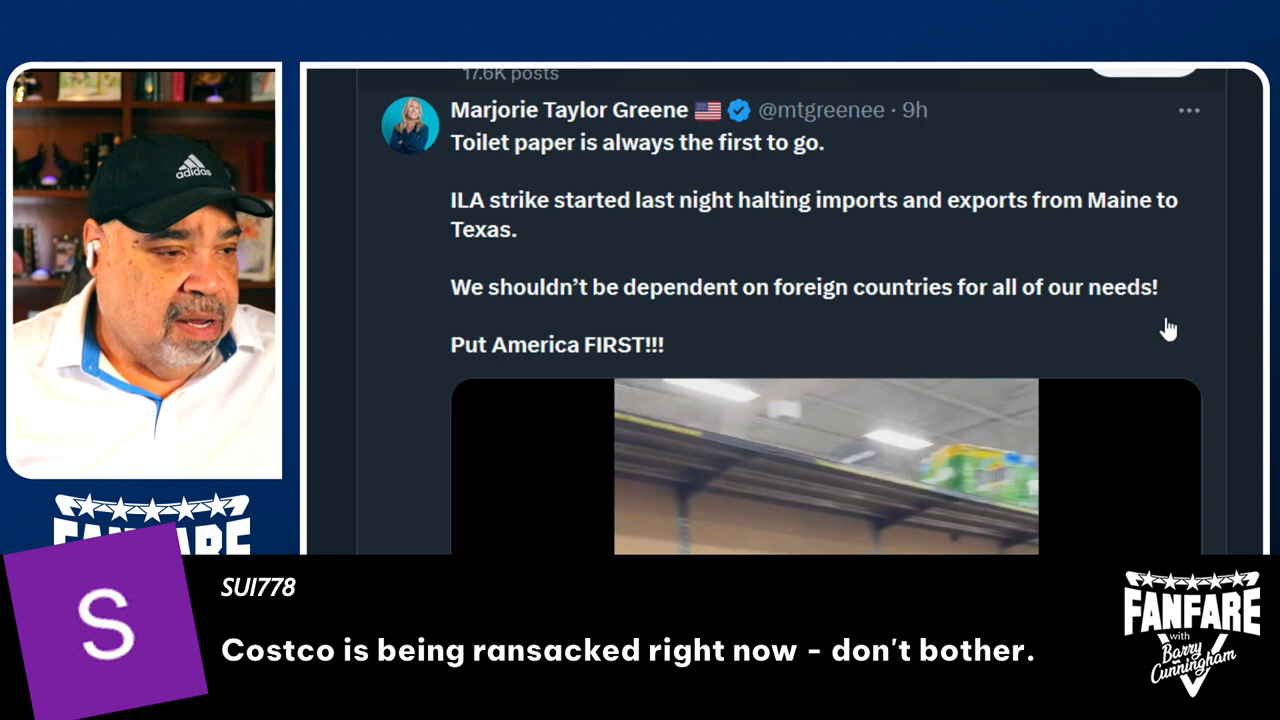 17.6K posts
Marjorie Taylor Greene 🇺🇸 @mtgreenee · 9h
Toilet paper is always the first to go.
ILA strike started last night halting imports and exports from Maine to
Texas.
We shouldn't be dependent on foreign countries for all of our needs!
Put America FIRST!!!
adidas
FANFARE
S
SUI778
Costco is being ransacked right now - don't bother.
FANFARE
with
Barry
Cunningham